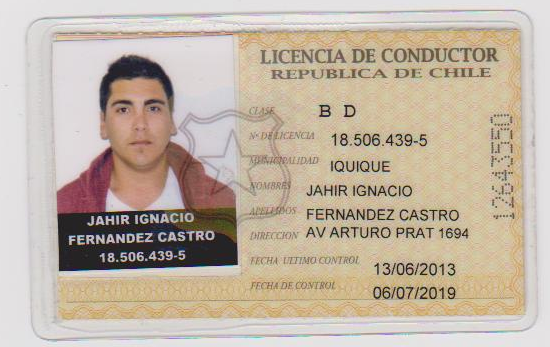 LICENCIA DE CONDUCTOR
REPUBLICA DE CHILE
CLASE B D
Nº DE LICENCIA 18.506.439-5
MUNICIPALIDAD IQUIQUE
NOMBRES JAHIR IGNACIO
APELLIDOS FERNANDEZ CASTRO
DIRECCION AV ARTURO PRAT 1694
FECHA ULTIMO CONTROL 13/06/2013
FECHA DE CONTROL 06/07/2019
12643550
JAHIR IGNACIO
FERNANDEZ CASTRO
18.506.439-5